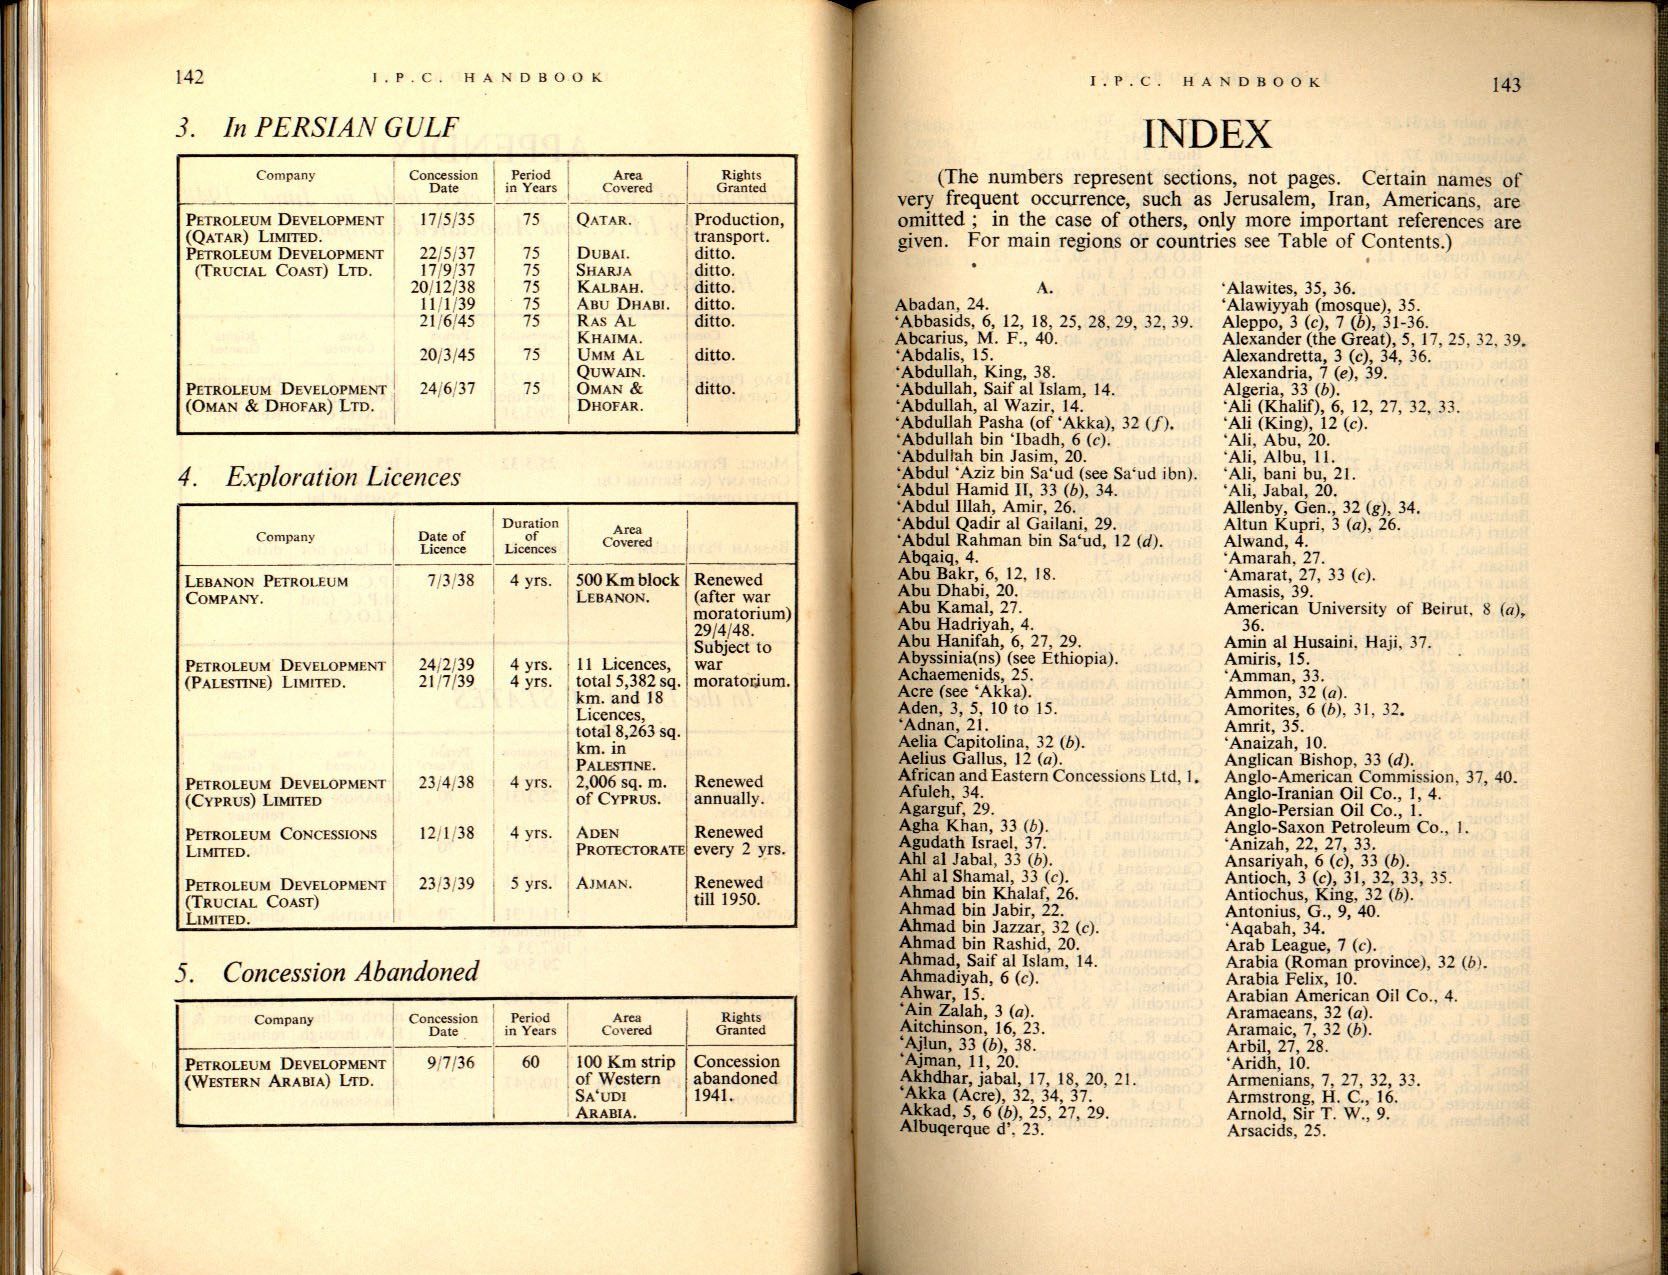 142
I.P.C. HANDBOOK
3. In PERSIAN GULF
Company | Concession Date | Period in Years | Area Covered | Rights Granted
PETROLEUM DEVELOPMENT (QATAR) LIMITED. | 17/5/35 | 75 | QATAR. | Production, transport.
PETROLEUM DEVELOPMENT (TRUCIAL COAST) LTD. | 22/5/37 | 75 | DUBAI. | ditto.
17/9/37 | 75 | SHARJA | ditto.
20/12/38 | 75 | KALBAH. | ditto.
11/1/39 | 75 | ABU DHABI. | ditto.
21/6/45 | 75 | RAS AL KHAIMA. | ditto.
20/3/45 | 75 | UMM AL QUWAIN. | ditto.
PETROLEUM DEVELOPMENT (OMAN & DHOFAR) LTD. | 24/6/37 | 75 | OMAN & DHOFAR. | ditto.
4. Exploration Licences
Company | Date of Licence | Duration of Licences | Area Covered
LEBANON PETROLEUM COMPANY. | 7/3/38 | 4 yrs. | 500 Km block LEBANON. | Renewed (after war moratorium) 29/4/48.
PETROLEUM DEVELOPMENT (PALESTINE) LIMITED. | 24/2/39 21/7/39 | 4 yrs. 4 yrs. | 11 Licences, total 5,382 sq. km. and 18 Licences, total 8,263 sq. km. in PALESTINE. | Subject to war moratorium.
PETROLEUM DEVELOPMENT (CYPRUS) LIMITED | 23/4/38 | 4 yrs. | 2,006 sq. m. of CYPRUS. | Renewed annually.
PETROLEUM CONCESSIONS LIMITED. | 12/1/38 | 4 yrs. | ADEN PROTECTORATE | Renewed every 2 yrs.
PETROLEUM DEVELOPMENT (TRUCIAL COAST) LIMITED. | 23/3/39 | 5 yrs. | AJMAN. | Renewed till 1950.
5. Concession Abandoned
Company | Concession Date | Period in Years | Area Covered | Rights Granted
PETROLEUM DEVELOPMENT (WESTERN ARABIA) LTD. | 9/7/36 | 60 | 100 Km strip of Western SA‘UDI ARABIA. | Concession abandoned 1941.
I.P.C. HANDBOOK
143
INDEX
(The numbers represent sections, not pages. Certain names of
very frequent occurrence, such as Jerusalem, Iran, Americans, are
omitted ; in the case of others, only more important references are
given. For main regions or countries see Table of Contents.)
A.
Abadan, 24.
‘Abbasids, 6, 12, 18, 25, 28, 29, 32, 39.
Abcarius, M. F., 40.
‘Abdalis, 15.
‘Abdullah, King, 38.
‘Abdullah, Saif al Islam, 14.
‘Abdullah, al Wazir, 14.
‘Abdullah Pasha (of ‘Akka), 32 (f).
‘Abdullah bin ‘Ibadh, 6 (c).
‘Abdullah bin Jasim, 20.
‘Abdul ‘Aziz bin Sa‘ud (see Sa‘ud ibn).
‘Abdul Hamid II, 33 (b), 34.
‘Abdul Illah, Amir, 26.
‘Abdul Qadir al Gailani, 29.
‘Abdul Rahman bin Sa‘ud, 12 (d).
Abqaiq, 4.
Abu Bakr, 6, 12, 18.
Abu Dhabi, 20.
Abu Kamal, 27.
Abu Hadriyah, 4.
Abu Hanifah, 6, 27, 29.
Abyssinia(ns) (see Ethiopia).
Achaemenids, 25.
Acre (see ‘Akka).
Aden, 3, 5, 10 to 15.
‘Adnan, 21.
Aelia Capitolina, 32 (b).
Aelius Gallus, 12 (a).
African and Eastern Concessions Ltd, 1.
Afuleh, 34.
Agarguf, 29.
Agha Khan, 33 (b).
Agudath Israel, 37.
Ahl al Jabal, 33 (b).
Ahl al Shamal, 33 (c).
Ahmad bin Khalaf, 26.
Ahmad bin Jabir, 22.
Ahmad bin Jazzar, 32 (c).
Ahmad bin Rashid, 20.
Ahmad, Saif al Islam, 14.
Ahmadiyah, 6 (c).
Ahwar, 15.
‘Ain Zalah, 3 (a).
Aitchinson, 16, 23.
‘Ajlun, 33 (b), 38.
‘Ajman, 11, 20.
Akhdhar, jabal, 17, 18, 20, 21.
‘Akka (Acre), 32, 34, 37.
Akkad, 5, 6 (b), 25, 27, 29.
Albuqerque d’, 23.
‘Alawites, 35, 36.
‘Alawiyyah (mosque), 35.
Aleppo, 3 (c), 7 (b), 31-36.
Alexander (the Great), 5, 17, 25, 32, 39.
Alexandretta, 3 (c), 34, 36.
Alexandria, 7 (e), 39.
Algeria, 33 (b).
‘Ali (Khalif), 6, 12, 27, 32, 33.
‘Ali (King), 12 (c).
‘Ali, Abu, 20.
‘Ali, Albu, 11.
‘Ali, bani bu, 21.
‘Ali, Jabal, 20.
Allenby, Gen., 32 (g), 34.
Altun Kupri, 3 (a), 26.
Alwand, 4.
‘Amarah, 27.
‘Amarat, 27, 33 (c).
Amasis, 39.
American University of Beirut, 8 (a),
36.
Amin al Husaini, Haji, 37.
Amiris, 15.
‘Amman, 33.
Ammon, 32 (a).
Amorites, 6 (b), 31, 32.
Amrit, 35.
‘Anaizah, 10.
Anglican Bishop, 33 (d).
Anglo-American Commission, 37, 40.
Anglo-Iranian Oil Co., 1, 4.
Anglo-Persian Oil Co., 1.
Anglo-Saxon Petroleum Co., 1.
‘Anizah, 22, 27, 33.
Ansariyah, 6 (c), 33 (b).
Antioch, 3 (c), 31, 32, 33, 35.
Antiochus, King, 32 (b).
Antonius, G., 9, 40.
‘Aqabah, 34.
Arab League, 7 (c).
Arabia (Roman province), 32 (b).
Arabia Felix, 10.
Arabian American Oil Co., 4.
Aramaeans, 32 (a).
Aramaic, 7, 32 (b).
Arbil, 27, 28.
‘Aridh, 10.
Armenians, 7, 27, 32, 33.
Armstrong, H. C., 16.
Arnold, Sir T. W., 9.
Arsacids, 25.